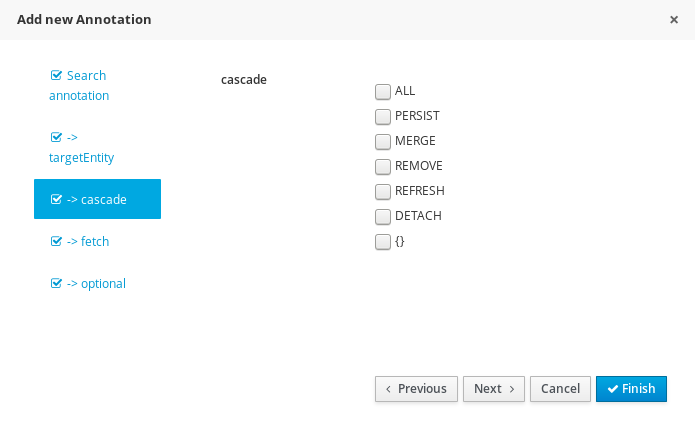 Add new Annotation ×
Search
annotation
->
targetEntity
-> cascade
-> fetch
-> optional
cascade
ALL
PERSIST
MERGE
REMOVE
REFRESH
DETACH
{}
‹ Previous
Next ›
Cancel
Finish